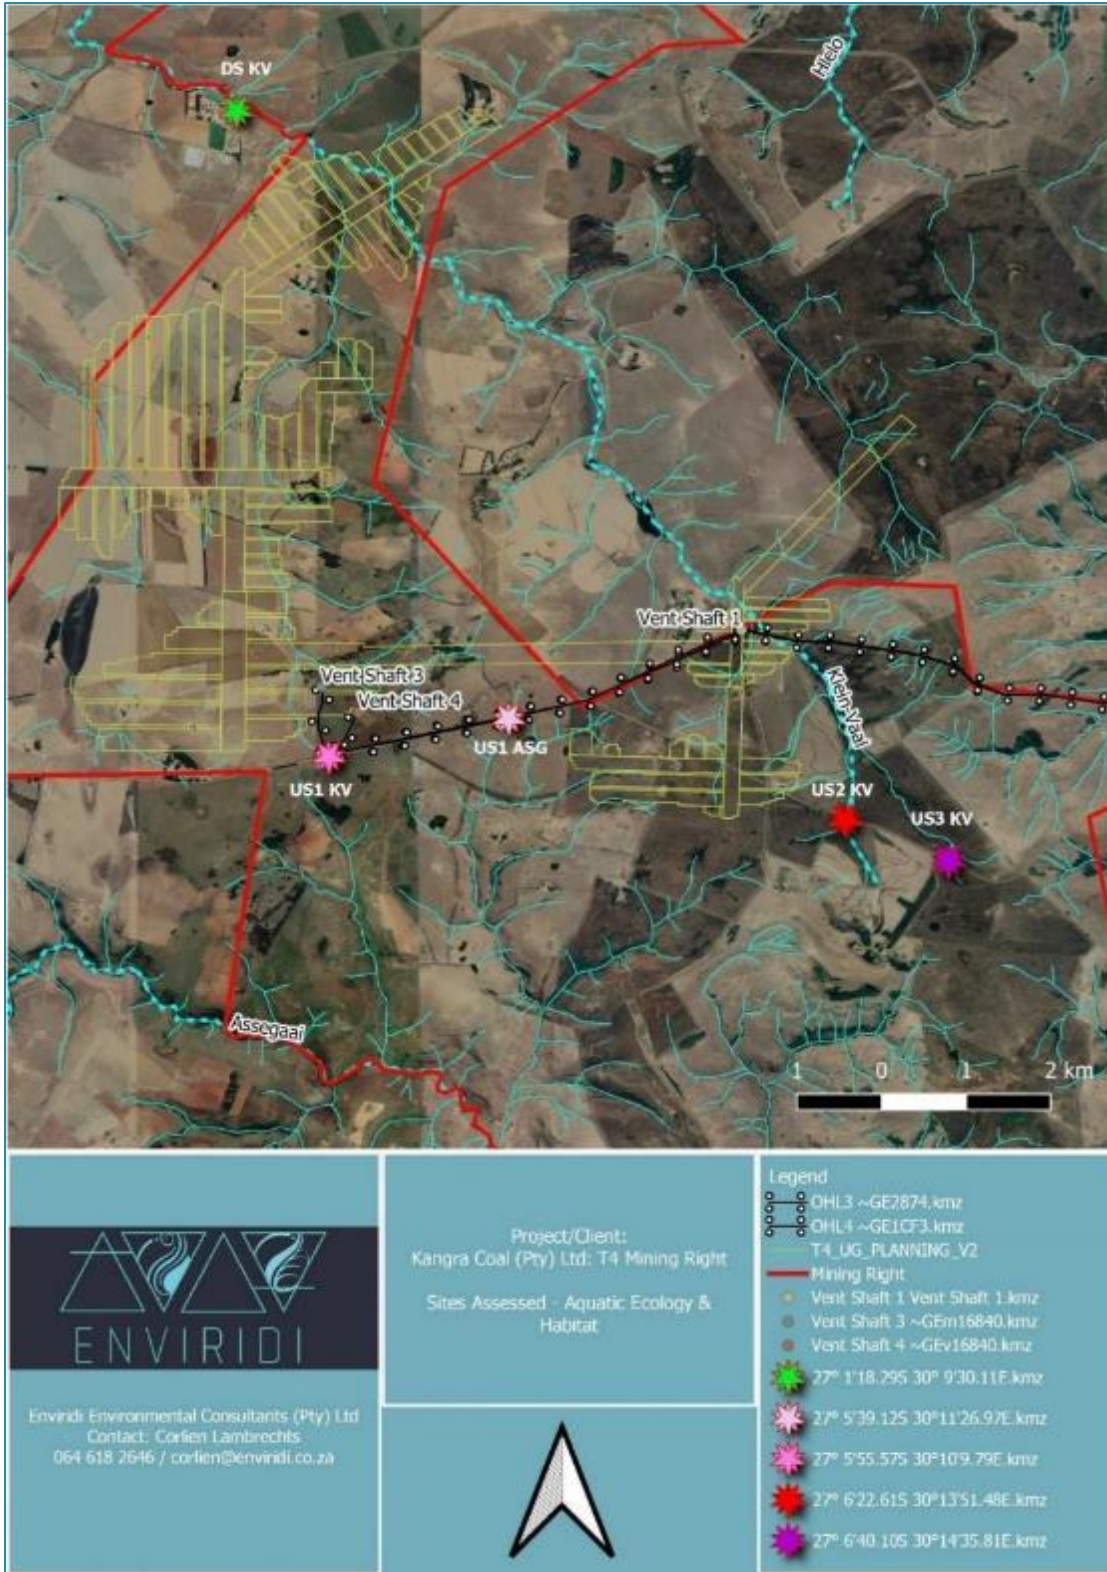 DS KV
Hlelo
Vent Shaft 1
Vent Shaft 3
Vent Shaft 4
Klein-Vaal
US1 ASG
US1 KV
US2 KV
US3 KV
Assegaai
1 0 1 2 km
ENVIRIDI
Enviridi Environmental Consultants (Pty) Ltd
Contact: Corlien Lambrechts
064 618 2646 / corlien@enviridi.co.za
Project/Client:
Kangra Coal (Pty) Ltd: T4 Mining Right
Sites Assessed - Aquatic Ecology &
Habitat
Legend
OHL3 ~GE2874.kmz
OHL4 ~GE1CF3.kmz
T4_UG_PLANNING_V2
Mining Right
Vent Shaft 1 Vent Shaft 1.kmz
Vent Shaft 3 ~GEm16840.kmz
Vent Shaft 4 ~GEv16840.kmz
27° 1'18.29S 30° 9'30.11E.kmz
27° 5'39.12S 30°11'26.97E.kmz
27° 5'55.57S 30°10'9.79E.kmz
27° 6'22.61S 30°13'51.48E.kmz
27° 6'40.10S 30°14'35.81E.kmz